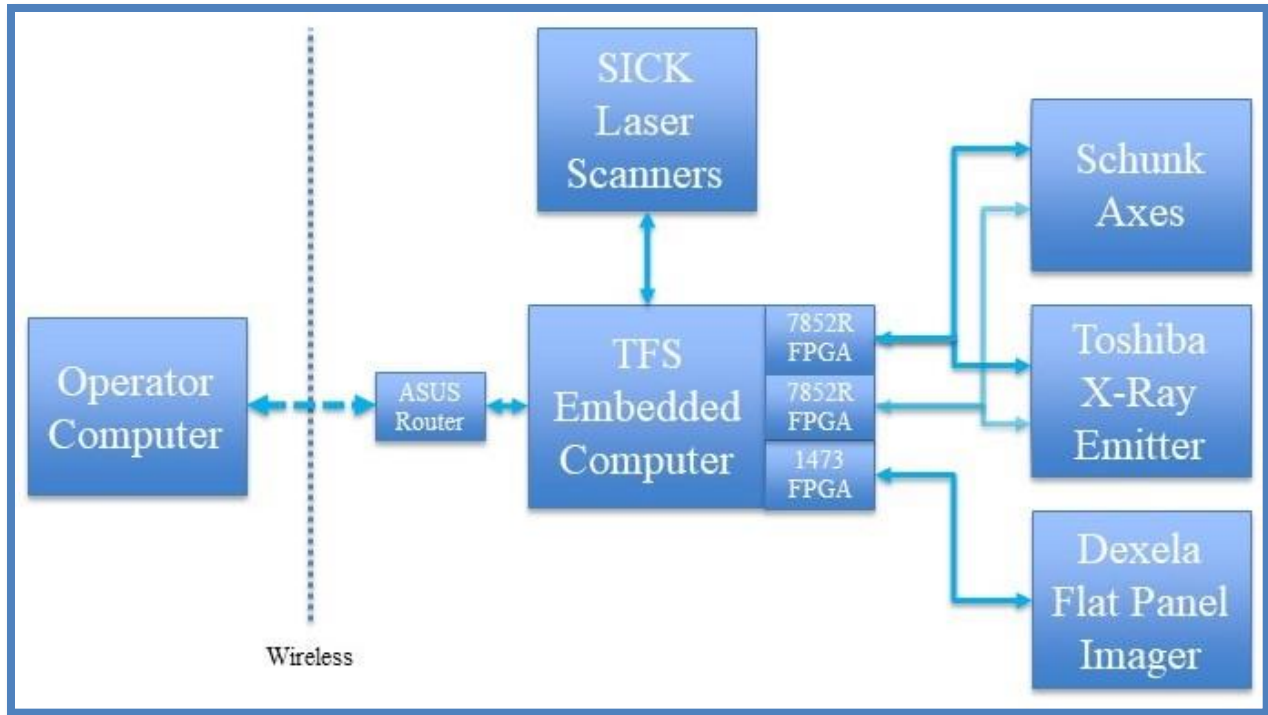 SICK
Laser
Scanners
Schunk
Axes
Operator
Computer
ASUS
Router
TFS
Embedded
Computer
7852R
FPGA
7852R
FPGA
1473
FPGA
Toshiba
X-Ray
Emitter
Dexela
Flat Panel
Imager
Wireless